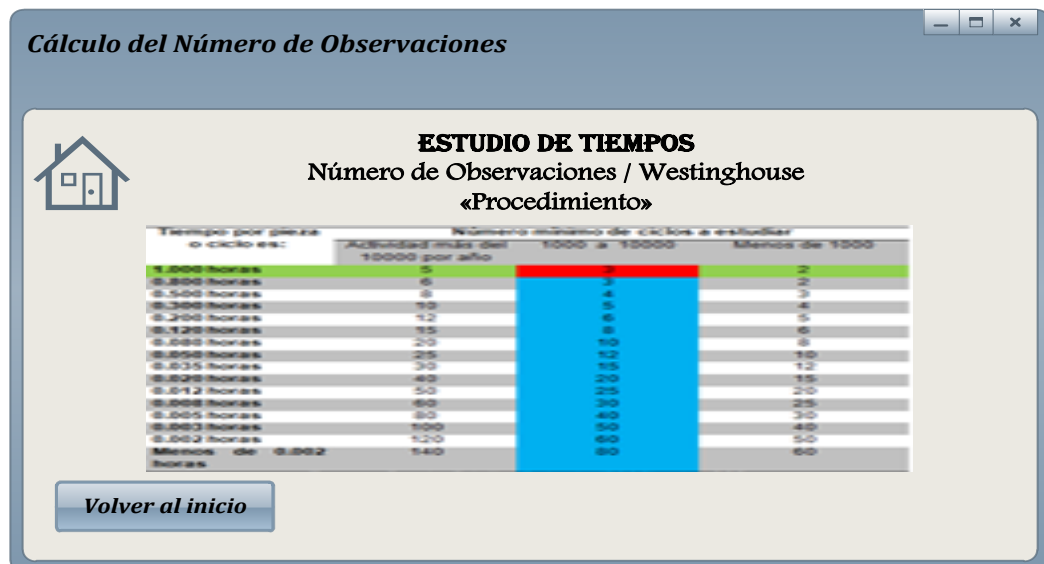 Cálculo del Número de Observaciones
ESTUDIO DE TIEMPOS
Número de Observaciones / Westinghouse
«Procedimiento»
Tiempo por pieza o ciclo es: Número mínimo de ciclos a estudiar
Actividad más del 10000 por año 1000 a 10000 Menos de 1000
1.000 horas 5 3 2
0.800 horas 6 3 2
0.500 horas 8 4 3
0.300 horas 10 5 4
0.200 horas 12 6 5
0.120 horas 15 8 6
0.080 horas 20 10 8
0.050 horas 25 12 10
0.035 horas 30 15 12
0.020 horas 40 20 15
0.012 horas 50 25 20
0.008 horas 60 30 25
0.005 horas 80 40 30
0.003 horas 100 50 40
0.002 horas 120 60 50
Menos de 0.002 horas 140 80 60
Volver al inicio